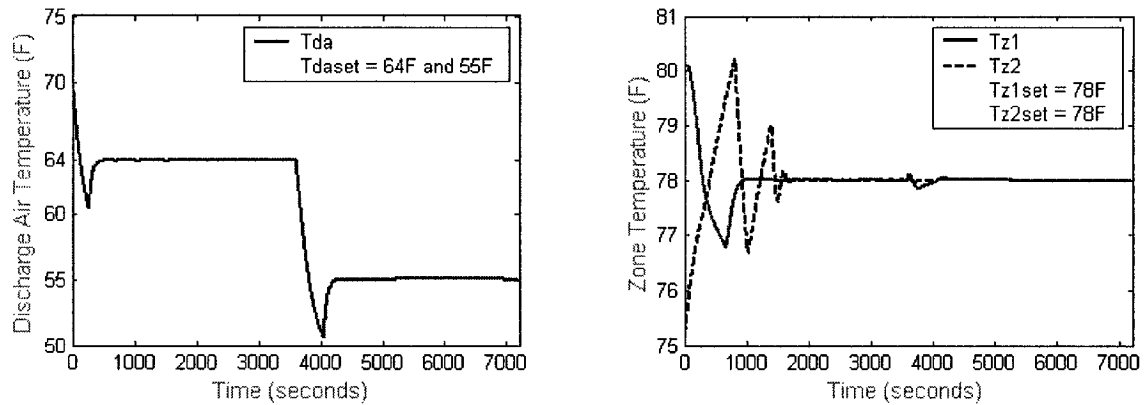 Discharge Air Temperature (F)
75
70
64
60
55
50
Tda
Tdaset = 64F and 55F
0 1000 2000 3000 4000 5000 6000 7000
Time (seconds)
Zone Temperature (F)
81
80
79
78
77
76
75
Tz1
Tz2
Tz1set = 78F
Tz2set = 78F
0 1000 2000 3000 4000 5000 6000 7000
Time (seconds)